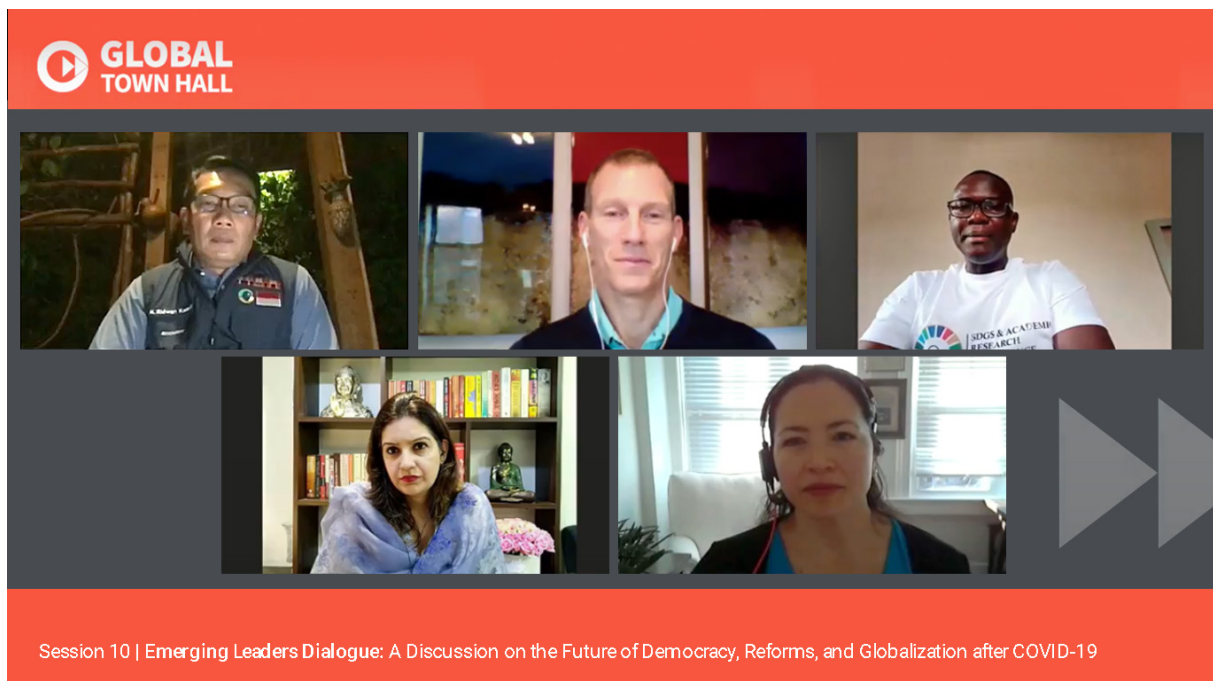 GLOBAL
TOWN HALL
SDGS & ACADEMI
RESEARCH
Session 10 | Emerging Leaders Dialogue: A Discussion on the Future of Democracy, Reforms, and Globalization after COVID-19